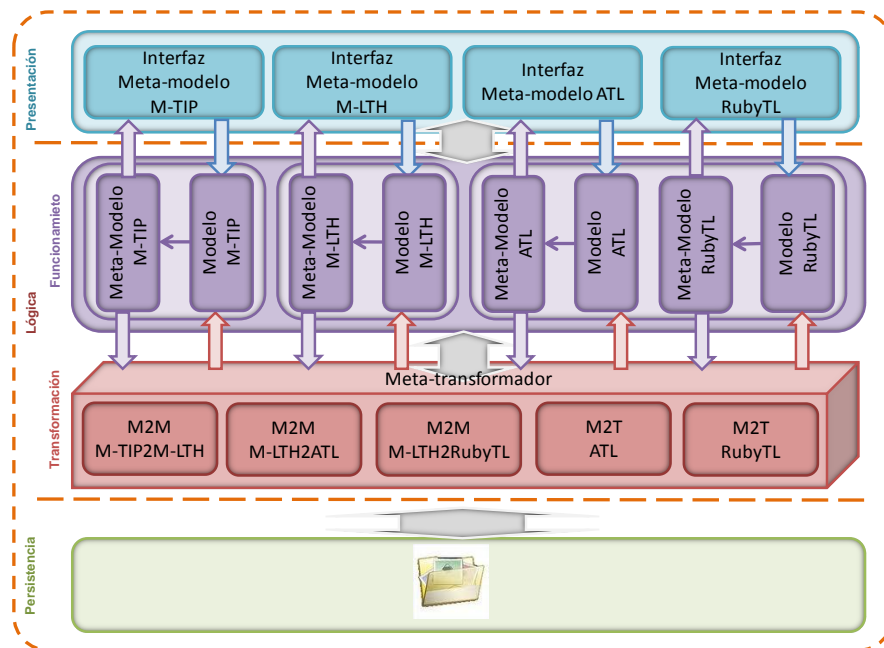 Presentación
Interfaz
Meta-modelo
M-TIP
Interfaz
Meta-modelo
M-LTH
Interfaz
Meta-modelo ATL
Interfaz
Meta-modelo
RubyTL
Lógica
Funcionamieto
Meta-Modelo
M-TIP
Modelo
M-TIP
Meta-Modelo
M-LTH
Modelo
M-LTH
Meta-Modelo
ATL
Modelo
ATL
Meta-Modelo
RubyTL
Modelo
RubyTL
Transformación
Meta-transformador
M2M
M-TIP2M-LTH
M2M
M-LTH2ATL
M2M
M-LTH2RubyTL
M2T
ATL
M2T
RubyTL
Persistencia